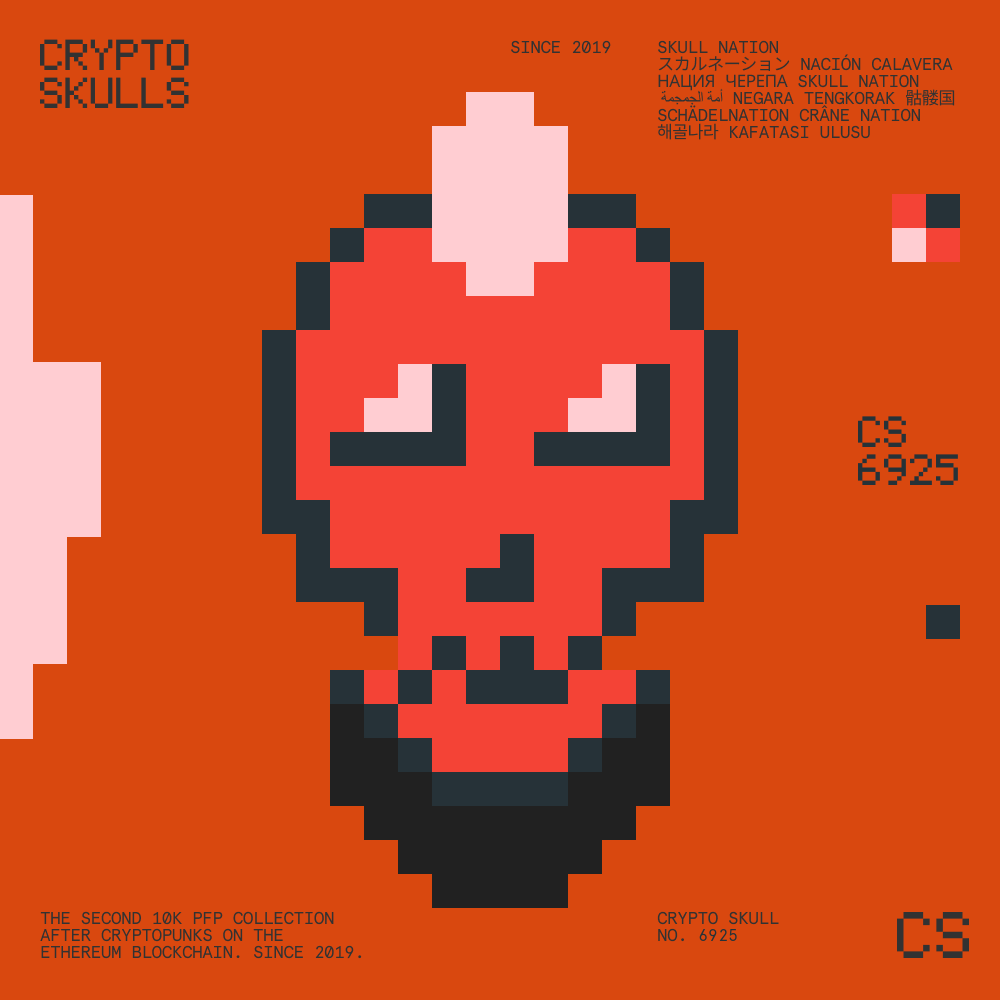 CRYPTO
SKULLS
SINCE 2019
SKULL NATION
スカルネーション NACIÓN CALAVERA
НАЦИЯ ЧЕРЕПА SKULL NATION
أمة الجمجمة NEGARA TENGKORAK 骷髅国
SCHÄDELNATION CRÂNE NATION
해골나라 KAFATASI ULUSU
CS
6925
THE SECOND 10K PFP COLLECTION
AFTER CRYPTOPUNKS ON THE
ETHEREUM BLOCKCHAIN. SINCE 2019.
CRYPTO SKULL
NO. 6925
CS